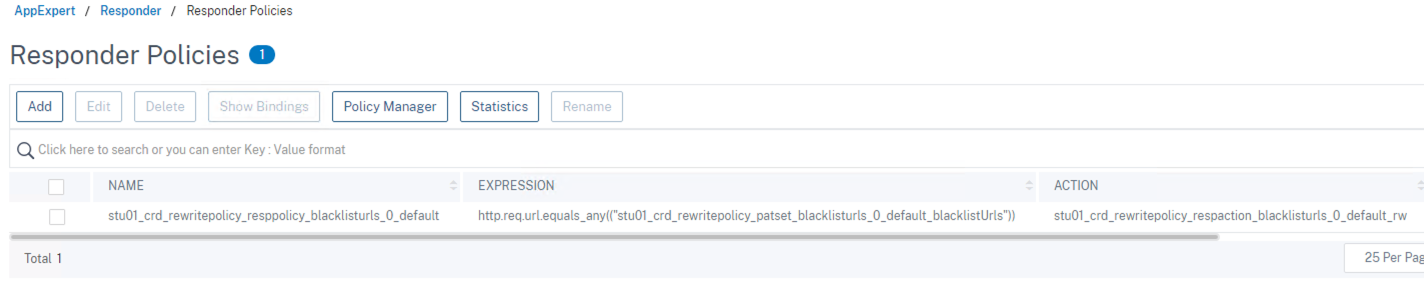 AppExpert / Responder / Responder Policies
Responder Policies 1
Add Edit Delete Show Bindings Policy Manager Statistics Rename
Click here to search or you can enter Key : Value format
NAME EXPRESSION ACTION
stu01_crd_rewritepolicy_resppolicy_blacklisturls_0_default http.req.url.equals_any(("stu01_crd_rewritepolicy_patset_blacklisturls_0_default_blacklistUrls")) stu01_crd_rewritepolicy_respaction_blacklisturls_0_default_rw
Total 1 25 Per Pag